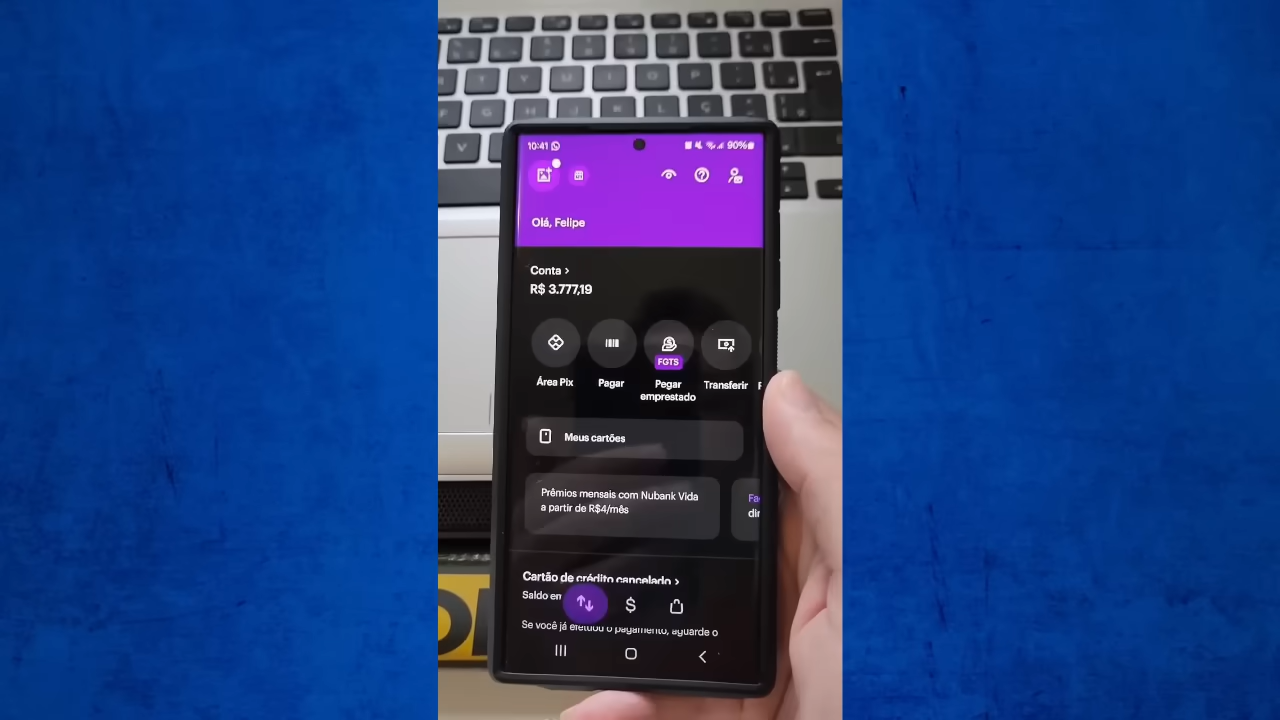 10:41
90%
Olá, Felipe
Conta >
R$ 3.777,19
FGTS
Área Pix
Pagar
Pegar
emprestado
Transferir
Meus cartões
Prêmios mensais com Nubank Vida
a partir de R$4/mês
Cartão de crédito cancelado >
Saldo em
Se você já efetuou o pagamento, aguarde o